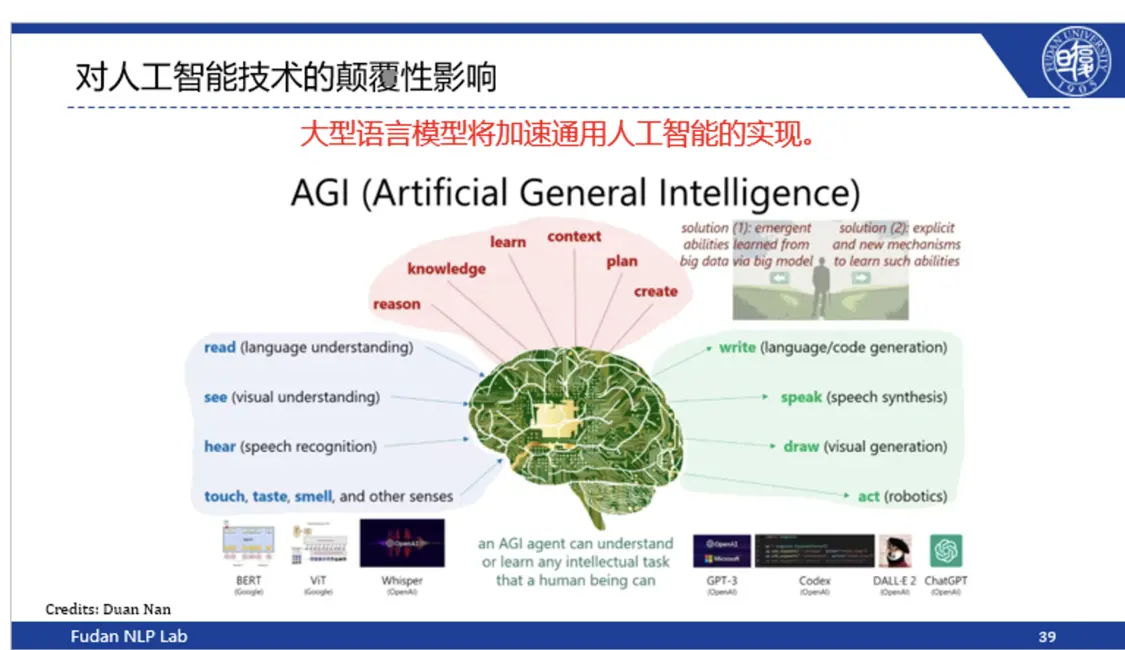 对人工智能技术的颠覆性影响
FUDAN UNIVERSITY
1905
大型语言模型将加速通用人工智能的实现。
AGI (Artificial General Intelligence)
solution (1): emergent
abilities learned from
big data via big model
solution (2): explicit
and new mechanisms
to learn such abilities
reason
knowledge
learn
context
plan
create
read (language understanding)
see (visual understanding)
hear (speech recognition)
touch, taste, smell, and other senses
write (language/code generation)
speak (speech synthesis)
draw (visual generation)
act (robotics)
OpenAI
BERT
(Google)
ViT
(Google)
Whisper
(OpenAI)
an AGI agent can understand
or learn any intellectual task
that a human being can
OpenAI
Microsoft
GPT-3
(OpenAI)
Codex
(OpenAI)
DALL·E 2
(OpenAI)
ChatGPT
(OpenAI)
Credits: Duan Nan
Fudan NLP Lab
39